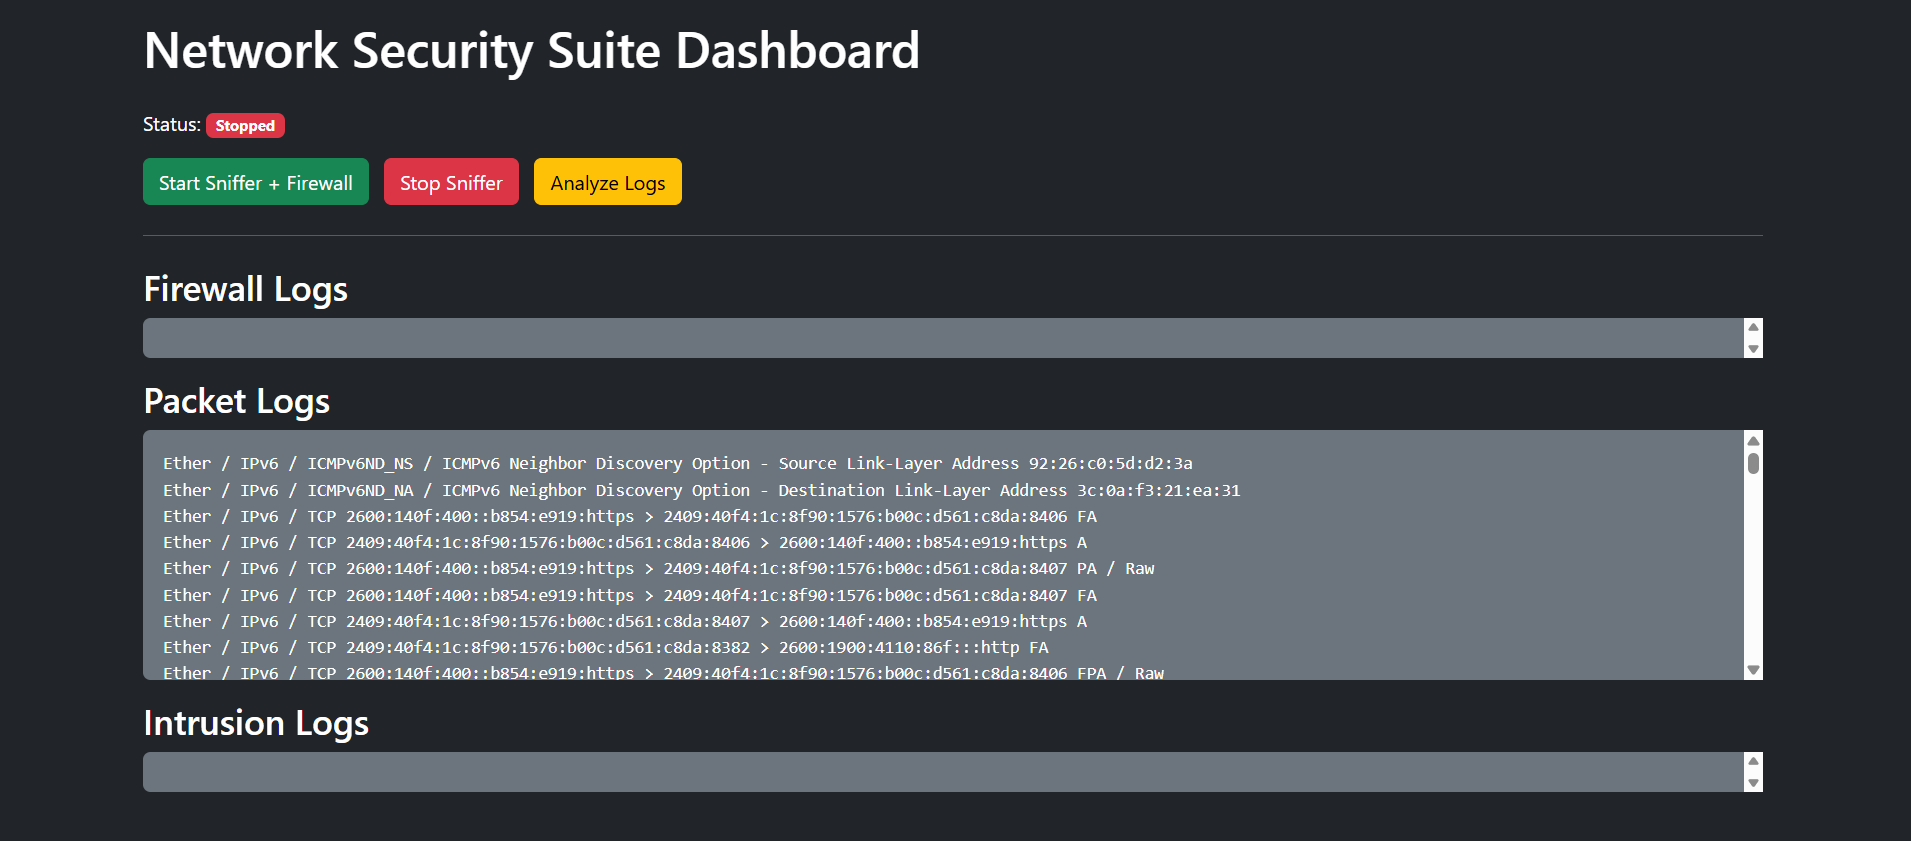 Network Security Suite Dashboard
Status: Stopped
Start Sniffer + Firewall Stop Sniffer Analyze Logs
Firewall Logs
Packet Logs
Ether / IPv6 / ICMPv6ND_NS / ICMPv6 Neighbor Discovery Option - Source Link-Layer Address 92:26:c0:5d:d2:3a
Ether / IPv6 / ICMPv6ND_NA / ICMPv6 Neighbor Discovery Option - Destination Link-Layer Address 3c:0a:f3:21:ea:31
Ether / IPv6 / TCP 2600:140f:400::b854:e919:https > 2409:40f4:1c:8f90:1576:b00c:d561:c8da:8406 FA
Ether / IPv6 / TCP 2409:40f4:1c:8f90:1576:b00c:d561:c8da:8406 > 2600:140f:400::b854:e919:https A
Ether / IPv6 / TCP 2600:140f:400::b854:e919:https > 2409:40f4:1c:8f90:1576:b00c:d561:c8da:8407 PA / Raw
Ether / IPv6 / TCP 2600:140f:400::b854:e919:https > 2409:40f4:1c:8f90:1576:b00c:d561:c8da:8407 FA
Ether / IPv6 / TCP 2409:40f4:1c:8f90:1576:b00c:d561:c8da:8407 > 2600:140f:400::b854:e919:https A
Ether / IPv6 / TCP 2409:40f4:1c:8f90:1576:b00c:d561:c8da:8382 > 2600:1900:4110:86f:::http FA
Ether / IPv6 / TCP 2600:140f:400::b854:e919:https > 2409:40f4:1c:8f90:1576:b00c:d561:c8da:8406 FPA / Raw
Intrusion Logs